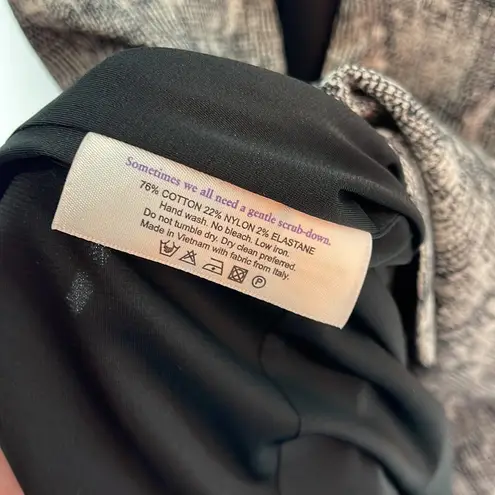 Sometimes we all need a gentle scrub-down.
76% COTTON 22% NYLON 2% ELASTANE
Hand wash. No bleach. Low iron.
Do not tumble dry. Dry clean preferred.
Made in Vietnam with fabric from Italy.
P